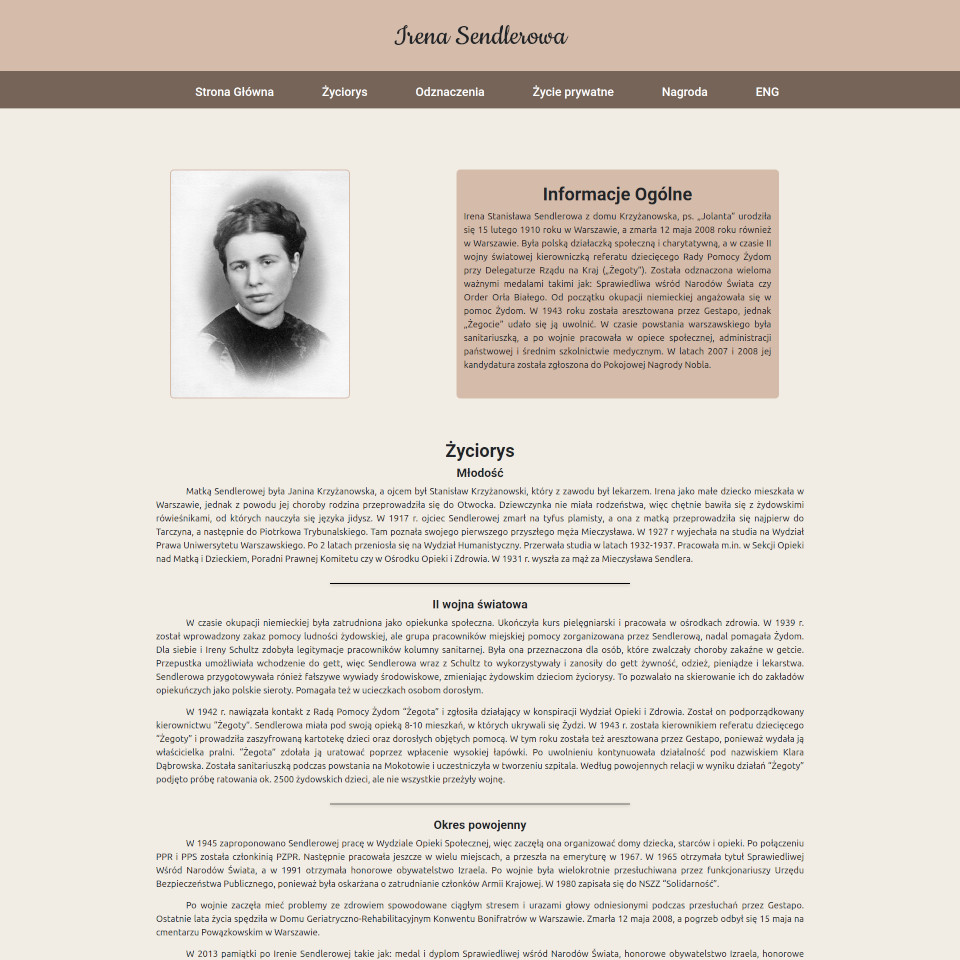 Irena Sendlerowa
Strona Główna Życiorys Odznaczenia Życie prywatne Nagroda ENG
Informacje Ogólne
Irena Stanisława Sendlerowa z domu Krzyżanowska, ps. „Jolanta” urodziła
się 15 lutego 1910 roku w Warszawie, a zmarła 12 maja 2008 roku również
w Warszawie. Była polską działaczką społeczną i charytatywną, a w czasie II
wojny światowej kierowniczką referatu dziecięcego Rady Pomocy Żydom
przy Delegaturze Rządu na Kraj („Żegoty”). Została odznaczona wieloma
ważnymi medalami takimi jak: Sprawiedliwa wśród Narodów Świata czy
Order Orła Białego. Od początku okupacji niemieckiej angażowała się w
pomoc Żydom. W 1943 roku została aresztowana przez Gestapo, jednak
„Żegocie” udało się ją uwolnić. W czasie powstania warszawskiego była
sanitariuszką, a po wojnie pracowała w opiece społecznej, administracji
państwowej i średnim szkolnictwie medycznym. W latach 2007 i 2008 jej
kandydatura została zgłoszona do Pokojowej Nagrody Nobla.
Życiorys
Młodość
Matką Sendlerowej była Janina Krzyżanowska, a ojcem był Stanisław Krzyżanowski, który z zawodu był lekarzem. Irena jako małe dziecko mieszkała w
Warszawie, jednak z powodu jej choroby rodzina przeprowadziła się do Otwocka. Dziewczynka nie miała rodzeństwa, więc chętnie bawiła się z żydowskimi
rówieśnikami, od których nauczyła się języka jidysz. W 1917 r. ojciec Sendlerowej zmarł na tyfus plamisty, a ona z matką przeprowadziła się najpierw do
Tarczyna, a następnie do Piotrkowa Trybunalskiego. Tam poznała swojego pierwszego przyszłego męża Mieczysława. W 1927 r wyjechała na studia na Wydział
Prawa Uniwersytetu Warszawskiego. Po 2 latach przeniosła się na Wydział Humanistyczny. Przerwała studia w latach 1932-1937. Pracowała m.in. w Sekcji Opieki
nad Matką i Dzieckiem, Poradni Prawnej Komitetu czy w Ośrodku Opieki i Zdrowia. W 1931 r. wyszła za mąż za Mieczysława Sendlera.
II wojna światowa
W czasie okupacji niemieckiej była zatrudniona jako opiekunka społeczna. Ukończyła kurs pielęgniarski i pracowała w ośrodkach zdrowia. W 1939 r.
został wprowadzony zakaz pomocy ludności żydowskiej, ale grupa pracowników miejskiej pomocy zorganizowana przez Sendlerową, nadal pomagała Żydom.
Dla siebie i Ireny Schultz zdobyła legitymacje pracowników kolumny sanitarnej. Była ona przeznaczona dla osób, które zwalczały choroby zakaźne w getcie.
Przepustka umożliwiała wchodzenie do gett, więc Sendlerowa wraz z Schultz to wykorzystywały i zanosiły do gett żywność, odzież, pieniądze i lekarstwa.
Sendlerowa przygotowywała rónież fałszywe wywiady środowiskowe, zmieniając żydowskim dzieciom życiorysy. To pozwalało na skierowanie ich do zakładów
opiekuńczych jako polskie sieroty. Pomagała też w ucieczkach osobom dorosłym.
W 1942 r. nawiązała kontakt z Radą Pomocy Żydom "Żegota" i zgłosiła działający w konspiracji Wydział Opieki i Zdrowia. Został on podporządkowany
kierownictwu "Żegoty". Sendlerowa miała pod swoją opieką 8-10 mieszkań, w których ukrywali się Żydzi. W 1943 r. została kierownikiem referatu dziecięcego
"Żegoty" i prowadziła zaszyfrowaną kartotekę dzieci oraz dorosłych objętych pomocą. W tym roku została też aresztowana przez Gestapo, ponieważ wydała ją
właścicielka pralni. "Żegota" zdołała ją uratować poprzez wpłacenie wysokiej łapówki. Po uwolnieniu kontynuowała działalność pod nazwiskiem Klara
Dąbrowska. Została sanitariuszką podczas powstania na Mokotowie i uczestniczyła w tworzeniu szpitala. Według powojennych relacji w wyniku działań "Żegoty"
podjęto próbę ratowania ok. 2500 żydowskich dzieci, ale nie wszystkie przeżyły wojnę.
Okres powojenny
W 1945 zaproponowano Sendlerowej pracę w Wydziale Opieki Społecznej, więc zaczęłą ona organizować domy dziecka, starców i opieki. Po połączeniu
PPR i PPS została członkinią PZPR. Następnie pracowała jeszcze w wielu miejscach, a przeszła na emeryturę w 1967. W 1965 otrzymała tytuł Sprawiedliwej
Wśród Narodów Świata, a w 1991 otrzymała honorowe obywatelstwo Izraela. Po wojnie była wielokrotnie przesłuchiwana przez funkcjonariuszy Urzędu
Bezpieczeństwa Publicznego, ponieważ była oskarżana o zatrudnianie członków Armii Krajowej. W 1980 zapisała się do NSZZ "Solidarność".
Po wojnie zaczęła mieć problemy ze zdrowiem spowodowane ciągłym stresem i urazami głowy odniesionymi podczas przesłuchań przez Gestapo.
Ostatnie lata życia spędziła w Domu Geriatryczno-Rehabilitacyjnym Konwentu Bonifratrów w Warszawie. Zmarła 12 maja 2008, a pogrzeb odbył się 15 maja na
cmentarzu Powązkowskim w Warszawie.
W 2013 pamiątki po Irenie Sendlerowej takie jak: medal i dyplom Sprawiedliwej wśród Narodów Świata, honorowe obywatelstwo Izraela, honorowe